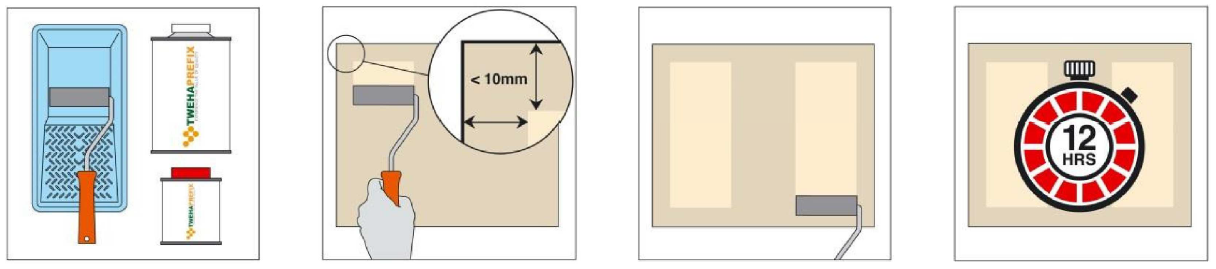 TWEHAPREFIX
TWEHAPREFIX
< 10mm
12
HRS